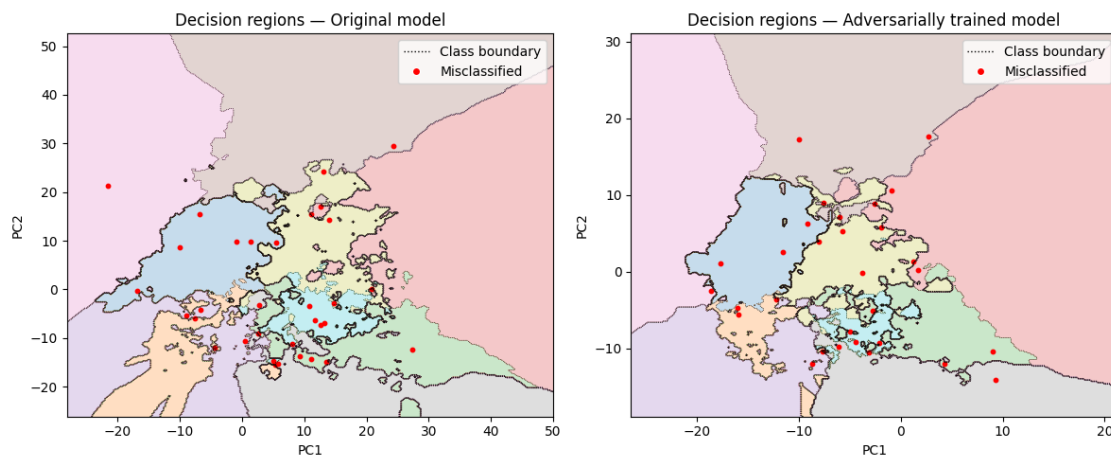 Decision regions — Original model
Class boundary
Misclassified
PC2
50
40
30
20
10
0
−10
−20
−20
−10
0
10
20
30
40
50
PC1
Decision regions — Adversarially trained model
Class boundary
Misclassified
PC2
30
20
10
0
−10
−20
−10
0
10
20
PC1